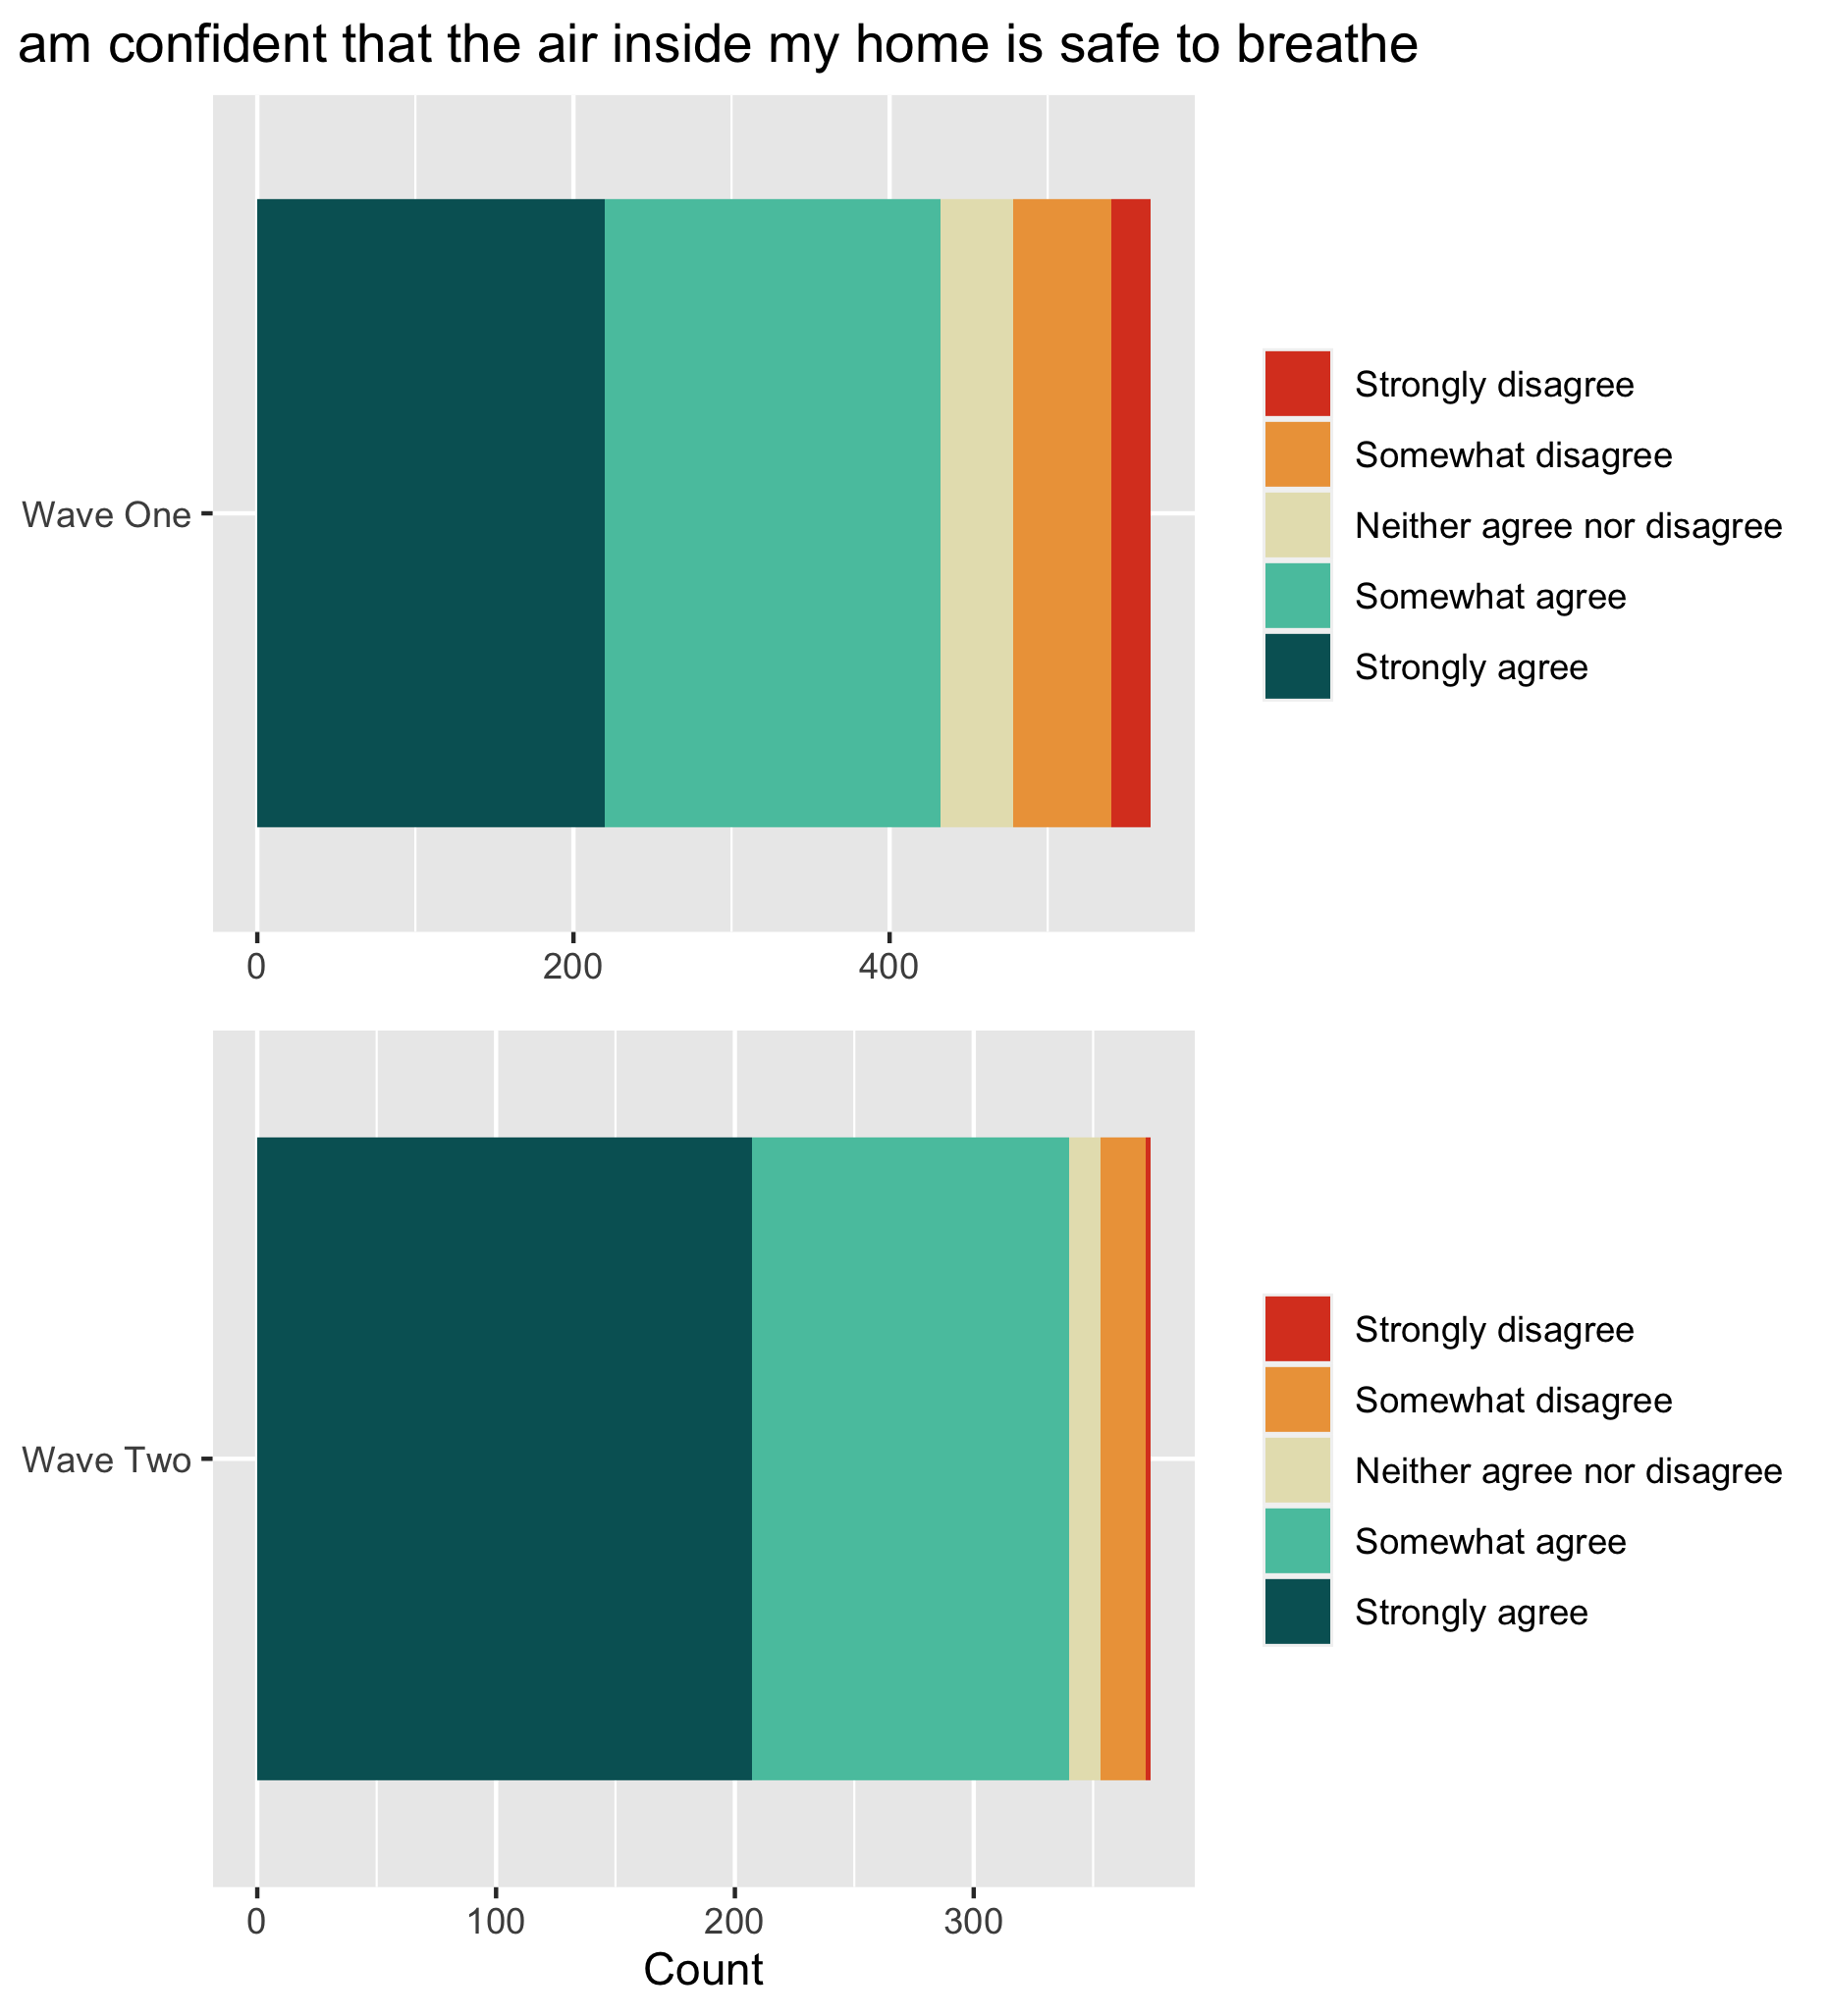 am confident that the air inside my home is safe to breathe
Wave One
0 200 400
Strongly disagree
Somewhat disagree
Neither agree nor disagree
Somewhat agree
Strongly agree
Wave Two
0 100 200 300
Count
Strongly disagree
Somewhat disagree
Neither agree nor disagree
Somewhat agree
Strongly agree